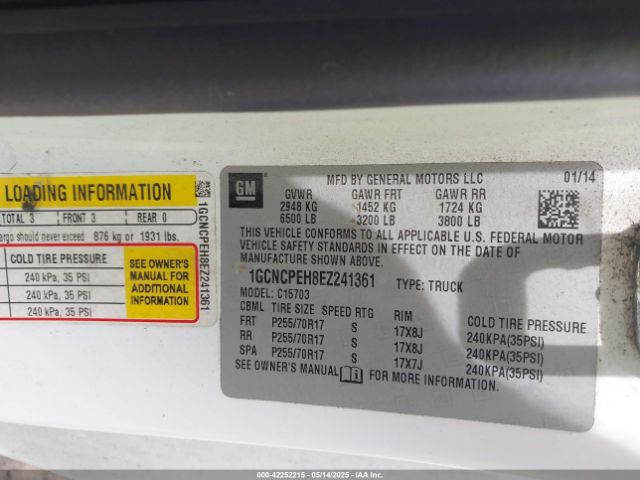 LOADING INFORMATION
TOTAL 3 FRONT 3 REAR 0
argo should never exceed 876 kg or 1931 lbs.
COLD TIRE PRESSURE
240 kPa, 35 PSI
240 kPa, 35 PSI
240 kPa, 35 PSI
SEE OWNER'S
MANUAL FOR
ADDITIONAL
INFORMATION
1GCNCPEH8EZ241361
GM
MFD BY GENERAL MOTORS LLC 01/14
GVWR GAWR FRT GAWR RR
2948 KG 1452 KG 1724 KG
6500 LB 3200 LB 3800 LB
THIS VEHICLE CONFORMS TO ALL APPLICABLE U.S. FEDERAL MOTOR
VEHICLE SAFETY STANDARDS IN EFFECT ON THE DATE OF
MANUFACTURE SHOWN ABOVE.
1GCNCPEH8EZ241361 TYPE: TRUCK
MODEL: C15703
CBML TIRE SIZE SPEED RTG RIM COLD TIRE PRESSURE
FRT P255/70R17 S 17X8J 240KPA(35PSI)
RR P255/70R17 S 17X8J 240KPA(35PSI)
SPA P255/70R17 S 17X7J 240KPA(35PSI)
SEE OWNER'S MANUAL FOR MORE INFORMATION.
000-42252215 - 05/14/2025 - IAAI.COM